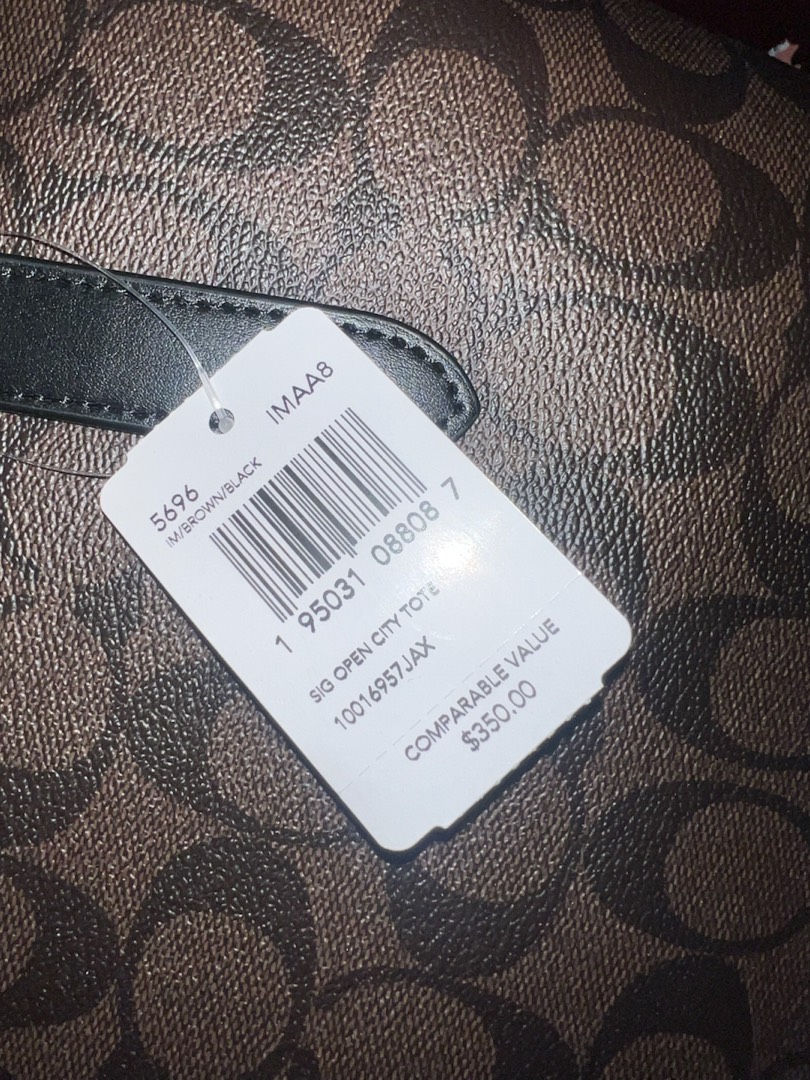 5696
IM/BROWN/BLACK
IMAA8
1 95031 08808 7
SIG OPEN CITY TOTE
10016957JAX
COMPARABLE VALUE
$350.00